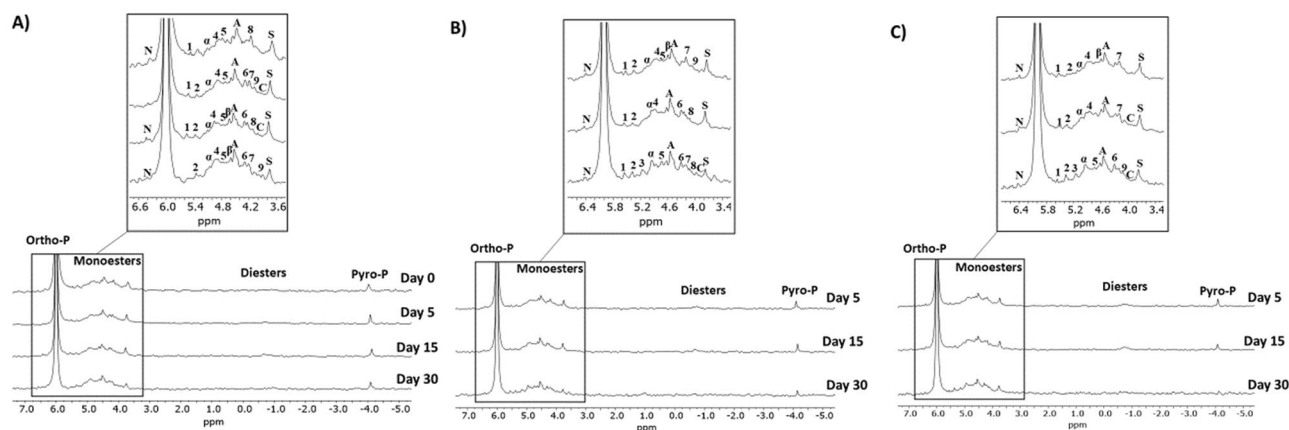 A)
N 1 α 4 5 A 8 S
N 1 2 α 4 5 A 6 7 9 C S
N 1 2 α 4 5 β A 6 8 C S
N 2 α 4 5 β A 6 7 9 S
6.6 6.0 5.4 4.8 4.2 3.6
ppm
Ortho-P
Monoesters
Diesters
Pyro-P
Day 0
Day 5
Day 15
Day 30
7.0 6.0 5.0 4.0 3.0 2.0 1.0 0.0 -1.0 -2.0 -3.0 -4.0 -5.0
ppm
B)
N 1 2 α 4 5 β A 7 9 S
N 1 2 α 4 A 6 8 S
N 1 2 3 α 5 A 6 7 8 C S
6.4 5.8 5.2 4.6 4.0 3.4
ppm
Ortho-P
Monoesters
Diesters
Pyro-P
Day 5
Day 15
Day 30
7.0 6.0 5.0 4.0 3.0 2.0 1.0 0.0 -1.0 -2.0 -3.0 -4.0 -5.0
ppm
C)
N 1 2 α 4 β A 7 S
N 1 2 α 4 A 7 C S
N 1 2 3 α 5 A 6 9 C S
6.4 5.8 5.2 4.6 4.0 3.4
ppm
Ortho-P
Monoesters
Diesters
Pyro-P
Day 5
Day 15
Day 30
7.0 6.0 5.0 4.0 3.0 2.0 1.0 0.0 -1.0 -2.0 -3.0 -4.0 -5.0
ppm